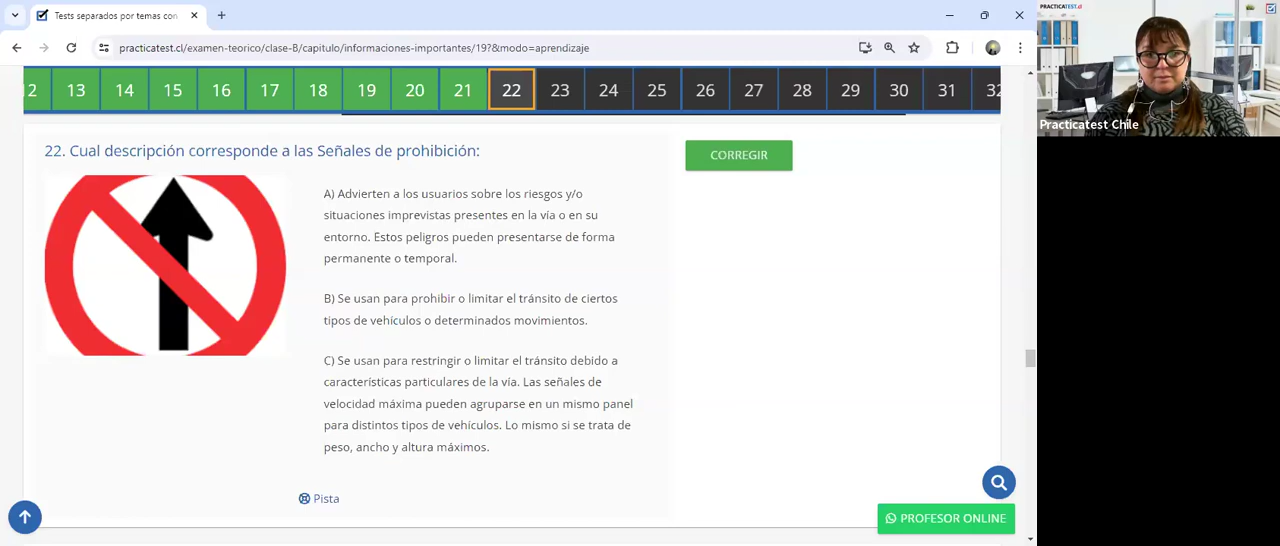 Tests separados por temas con
practicatest.cl/examen-teorico/clase-B/capitulo/informaciones-importantes/19?&modo=aprendizaje
PRACTICATEST.cl
Practicatest Chile
12 13 14 15 16 17 18 19 20 21 22 23 24 25 26 27 28 29 30 31 32
22. Cual descripción corresponde a las Señales de prohibición:
CORREGIR
A) Advierten a los usuarios sobre los riesgos y/o
situaciones imprevistas presentes en la vía o en su
entorno. Estos peligros pueden presentarse de forma
permanente o temporal.
B) Se usan para prohibir o limitar el tránsito de ciertos
tipos de vehículos o determinados movimientos.
C) Se usan para restringir o limitar el tránsito debido a
características particulares de la vía. Las señales de
velocidad máxima pueden agruparse en un mismo panel
para distintos tipos de vehículos. Lo mismo si se trata de
peso, ancho y altura máximos.
Pista
PROFESOR ONLINE